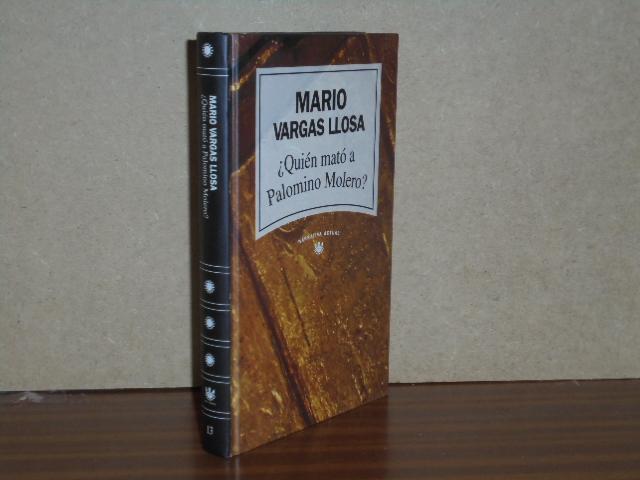 MARIO VARGAS LLOSA
¿Quién mató a Palomino Molero?
13
MARIO
VARGAS LLOSA
¿Quién mató a
Palomino Molero?
NARRATIVA ACTUAL